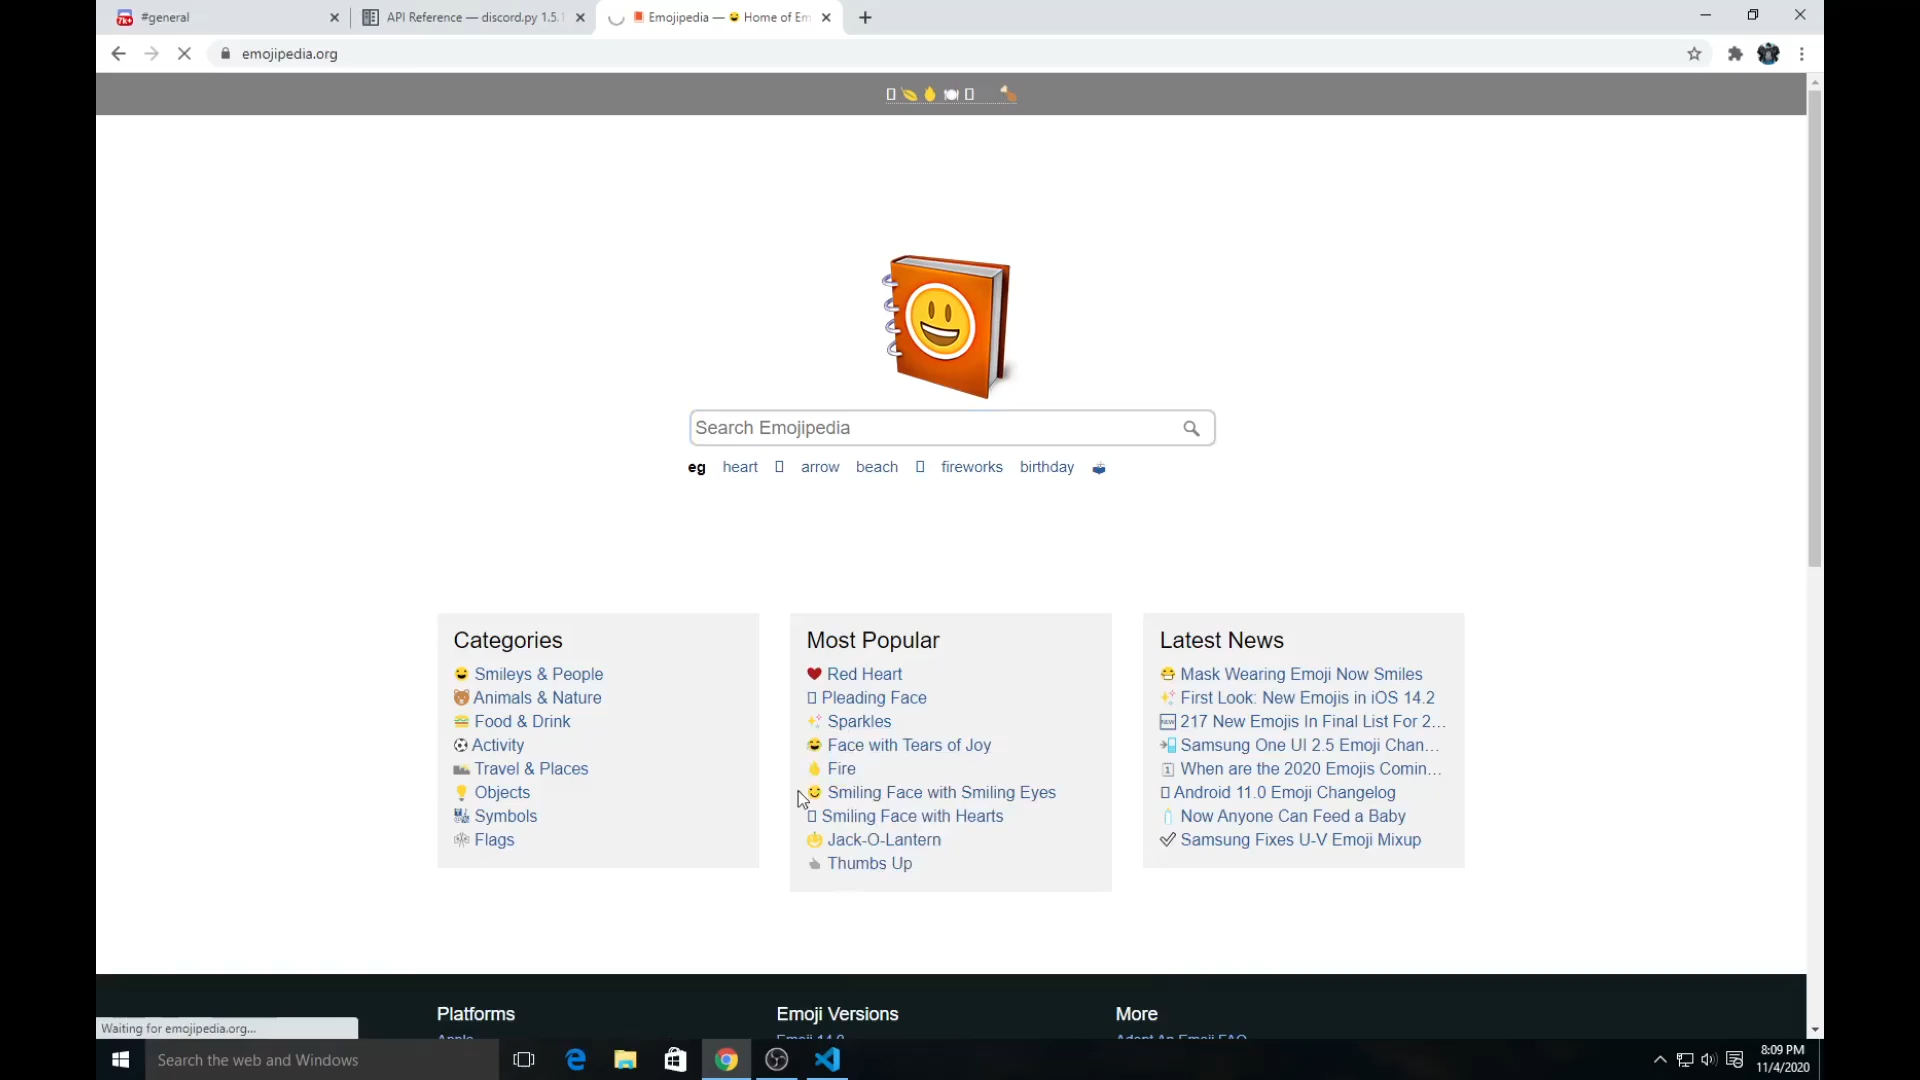 #general
API Reference — discord.py 1.5.1
Emojipedia — 😃 Home of Em
emojipedia.org
Search Emojipedia
eg heart arrow beach fireworks birthday
Categories
Smileys & People
Animals & Nature
Food & Drink
Activity
Travel & Places
Objects
Symbols
Flags
Most Popular
Red Heart
Pleading Face
Sparkles
Face with Tears of Joy
Fire
Smiling Face with Smiling Eyes
Smiling Face with Hearts
Jack-O-Lantern
Thumbs Up
Latest News
Mask Wearing Emoji Now Smiles
First Look: New Emojis in iOS 14.2
217 New Emojis In Final List For 2...
Samsung One UI 2.5 Emoji Chan...
When are the 2020 Emojis Comin...
Android 11.0 Emoji Changelog
Now Anyone Can Feed a Baby
Samsung Fixes U-V Emoji Mixup
Platforms
Emoji Versions
More
Waiting for emojipedia.org...
Search the web and Windows
8:09 PM
11/4/2020